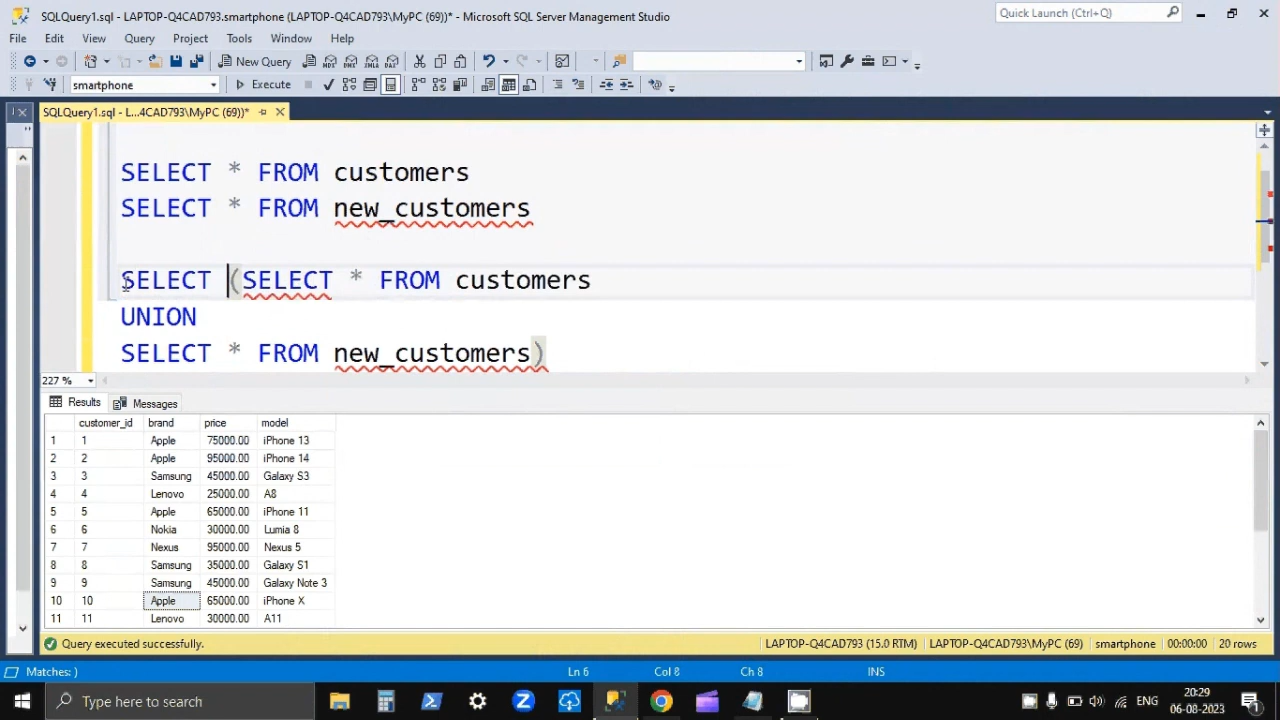 SQLQuery1.sql - LAPTOP-Q4CAD793.smartphone (LAPTOP-Q4CAD793\MyPC (69))* - Microsoft SQL Server Management Studio
Quick Launch (Ctrl+Q)
File Edit View Query Project Tools Window Help
New Query
MDX DMX XMLA DAX
smartphone Execute
SQLQuery1.sql - L...4CAD793\MyPC (69))*
SELECT * FROM customers
SELECT * FROM new_customers
SELECT (SELECT * FROM customers
UNION
SELECT * FROM new_customers)
227 %
Results Messages
customer_id brand price model
1 1 Apple 75000.00 iPhone 13
2 2 Apple 95000.00 iPhone 14
3 3 Samsung 45000.00 Galaxy S3
4 4 Lenovo 25000.00 A8
5 5 Apple 65000.00 iPhone 11
6 6 Nokia 30000.00 Lumia 8
7 7 Nexus 95000.00 Nexus 5
8 8 Samsung 35000.00 Galaxy S1
9 9 Samsung 45000.00 Galaxy Note 3
10 10 Apple 65000.00 iPhone X
11 11 Lenovo 30000.00 A11
Query executed successfully. LAPTOP-Q4CAD793 (15.0 RTM) LAPTOP-Q4CAD793\MyPC (69) smartphone 00:00:00 20 rows
Matches: ) Ln 6 Col 8 Ch 8 INS
Type here to search
ENG
20:29
06-08-2023
1